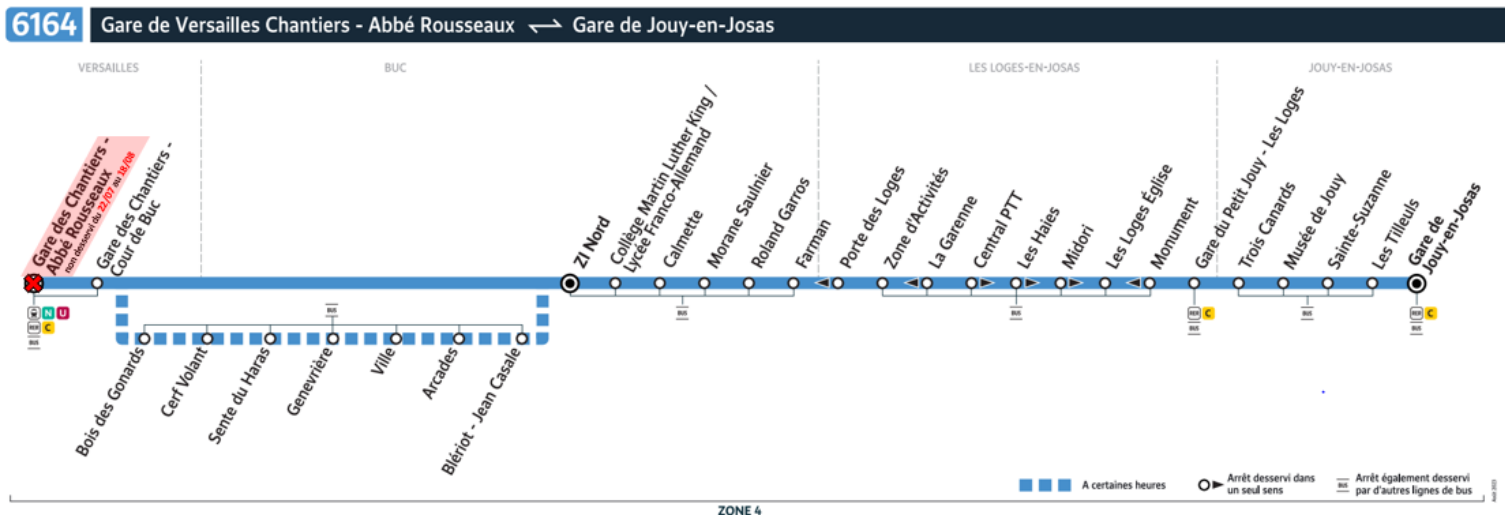 6164 Gare de Versailles Chantiers - Abbé Rousseaux Gare de Jouy-en-Josas
VERSAILLES
BUC
LES LOGES-EN-JOSAS
JOUY-EN-JOSAS
Gare des Chantiers -
Abbé Rousseaux
non desservi du 22/07 au 18/08
Gare des Chantiers -
Cour de Buc
ZI Nord
Collège Martin Luther King /
Lycée Franco-Allemand
Calmette
Morane Saulnier
Roland Garros
Farman
Porte des Loges
Zone d'Activités
La Garenne
Central PTT
Les Haies
Midori
Les Loges Église
Monument
Gare du Petit Jouy - Les Loges
Trois Canards
Musée de Jouy
Sainte-Suzanne
Les Tilleuls
Gare de
Jouy-en-Josas
N U
RER C
BUS
BUS
BUS
BUS
RER C
BUS
BUS
RER C
BUS
Bois des Gonards
Cerf Volant
Sente du Haras
Genevrière
Ville
Arcades
Blériot - Jean Casale
A certaines heures
Arrêt desservi dans
un seul sens
BUS
Arrêt également desservi
par d'autres lignes de bus
Août 2023
ZONE 4